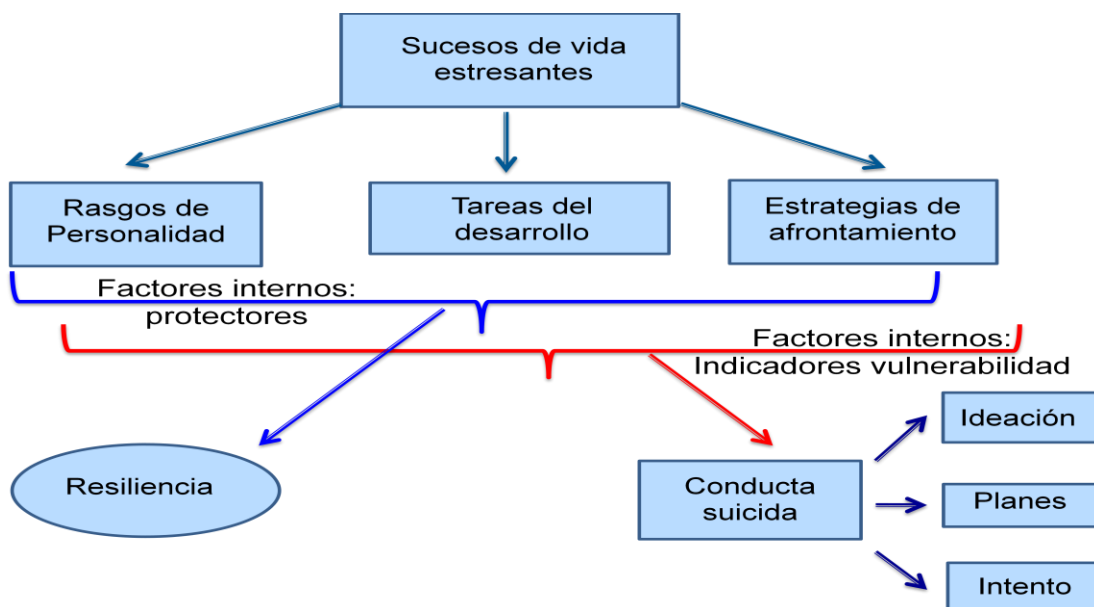 Sucesos de vida
estresantes
Rasgos de
Personalidad
Tareas del
desarrollo
Estrategias de
afrontamiento
Factores internos:
protectores
Factores internos:
Indicadores vulnerabilidad
Resiliencia
Conducta
suicida
Ideación
Planes
Intento